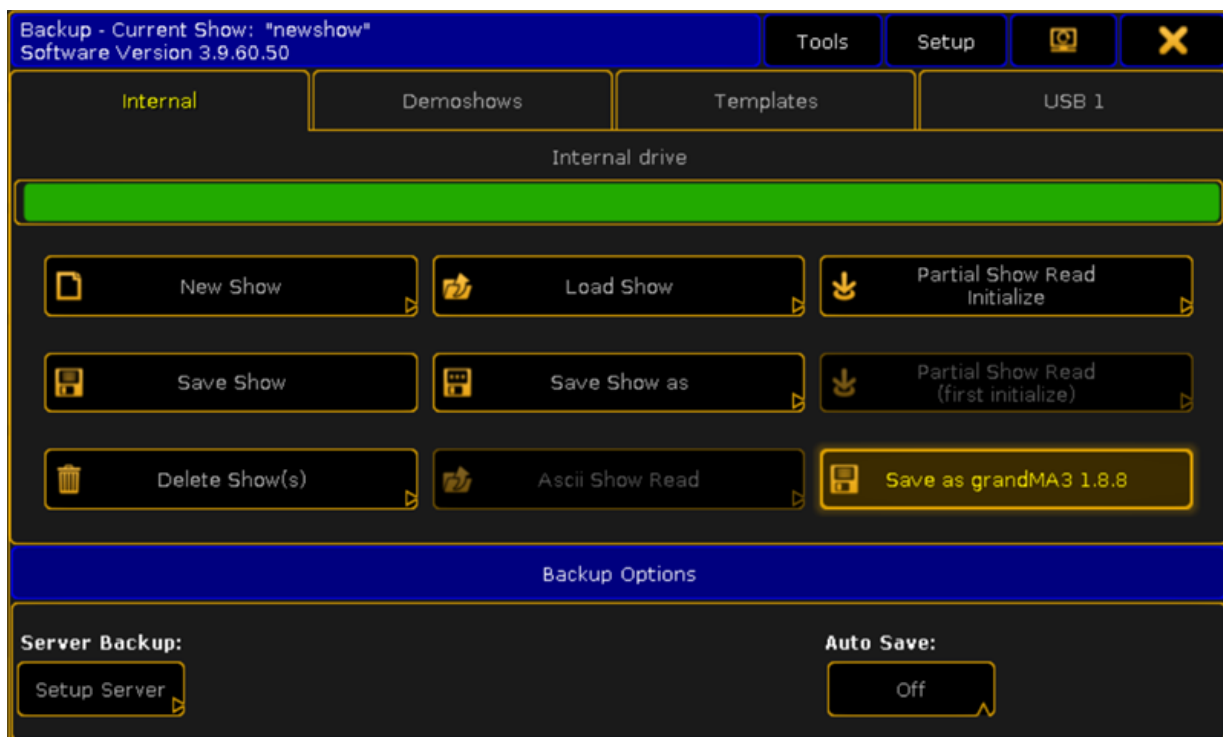 Backup - Current Show: "newshow"
Software Version 3.9.60.50
Tools
Setup
Internal
Demoshows
Templates
USB 1
Internal drive
New Show
Load Show
Partial Show Read
Initialize
Save Show
Save Show as
Partial Show Read
(first initialize)
Delete Show(s)
Ascii Show Read
Save as grandMA3 1.8.8
Backup Options
Server Backup:
Auto Save:
Setup Server
Off